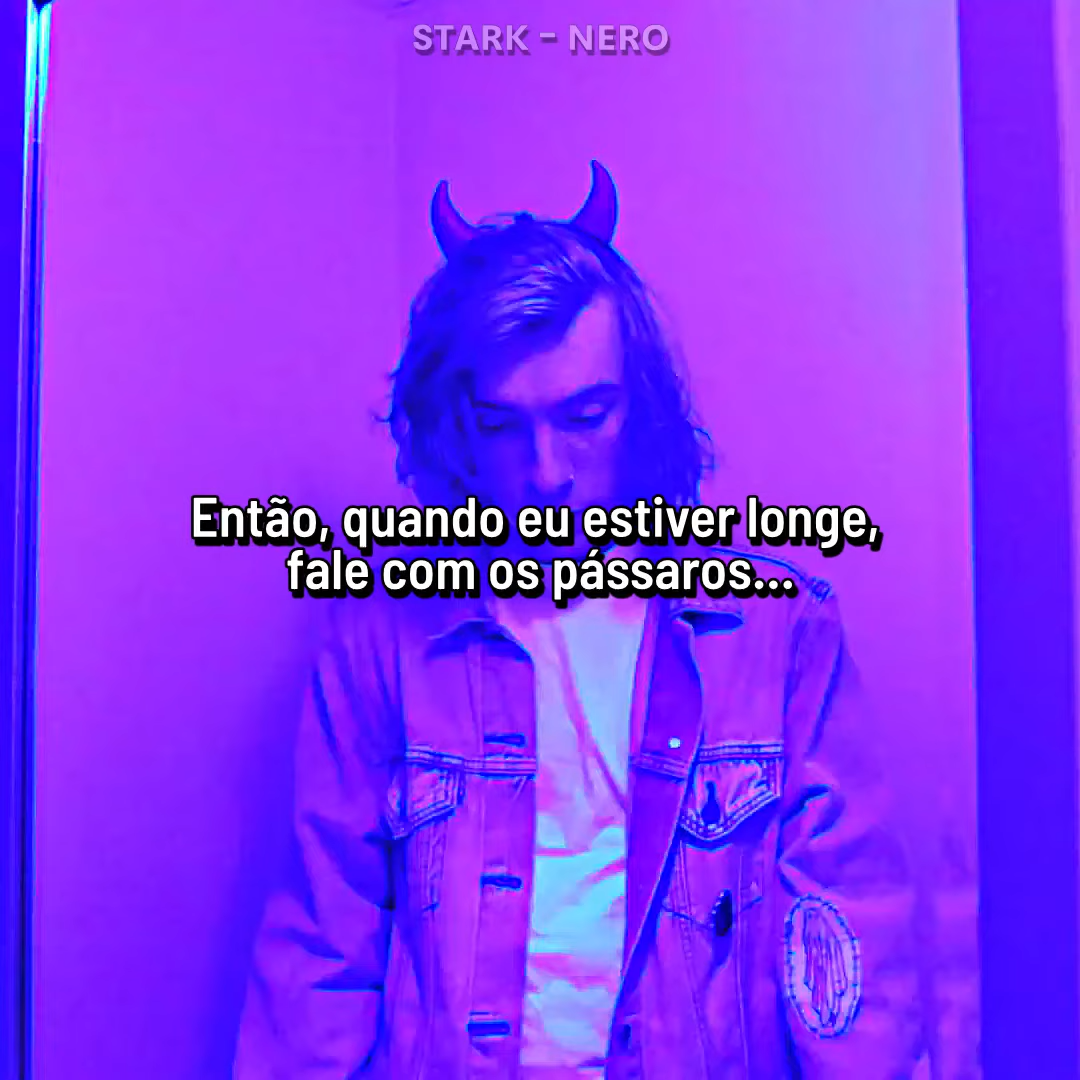 STARK - NERO
Então, quando eu estiver longe,
fale com os pássaros...